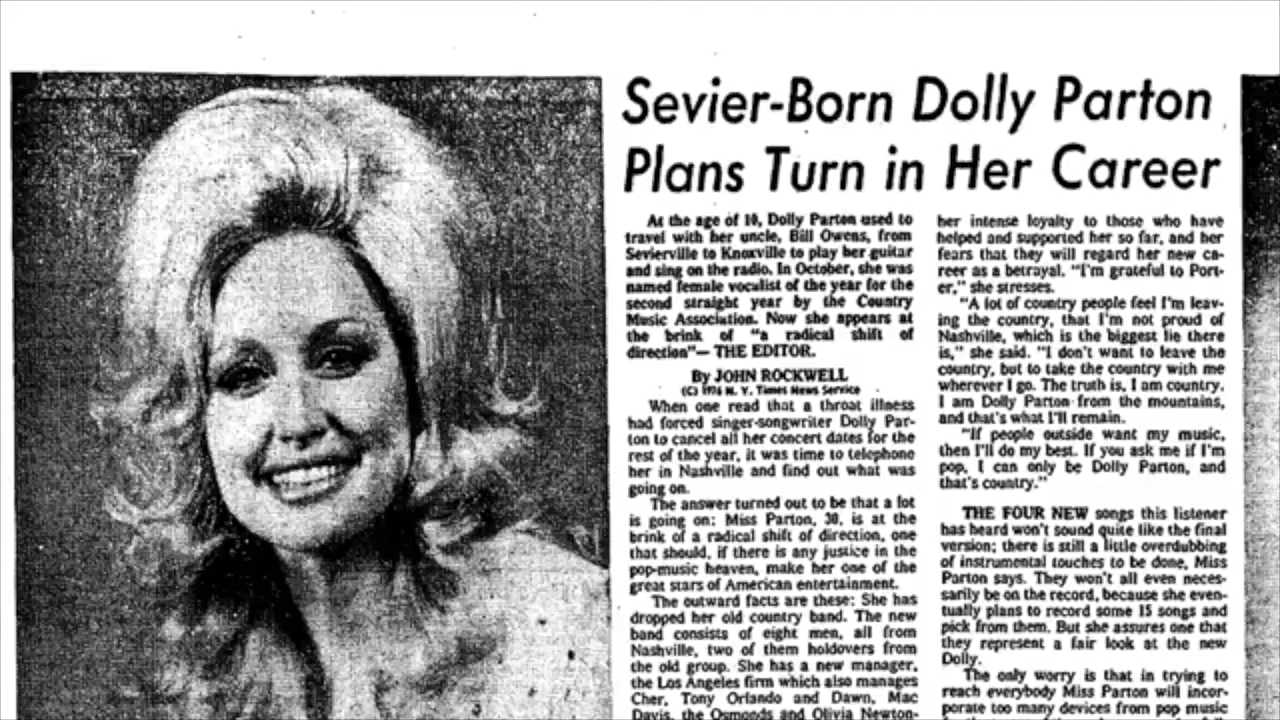 Sevier-Born Dolly Parton
Plans Turn in Her Career
At the age of 10, Dolly Parton used to
travel with her uncle, Bill Owens, from
Sevierville to Knoxville to play her guitar
and sing on the radio. In October, she was
named female vocalist of the year for the
second straight year by the Country
Music Association. Now she appears at
the brink of "a radical shift of
direction"— THE EDITOR.
By JOHN ROCKWELL
(C) 1976 N. Y. Times News Service
When one read that a throat illness
had forced singer-songwriter Dolly Par-
ton to cancel all her concert dates for the
rest of the year, it was time to telephone
her in Nashville and find out what was
going on.
The answer turned out to be that a lot
is going on: Miss Parton, 30, is at the
brink of a radical shift of direction, one
that should, if there is any justice in the
pop-music heaven, make her one of the
great stars of American entertainment.
The outward facts are these: She has
dropped her old country band. The new
band consists of eight men, all from
Nashville, two of them holdovers from
the old group. She has a new manager,
the Los Angeles firm which also manages
Cher, Tony Orlando and Dawn, Mac
Davis, the Osmonds and Olivia Newton-
her intense loyalty to those who have
helped and supported her so far, and her
fears that they will regard her new ca-
reer as a betrayal. "I'm grateful to Port-
er," she stresses.
"A lot of country people feel I'm leav-
ing the country, that I'm not proud of
Nashville, which is the biggest lie there
is," she said. "I don't want to leave the
country, but to take the country with me
wherever I go. The truth is, I am country.
I am Dolly Parton from the mountains,
and that's what I'll remain.
"If people outside want my music,
then I'll do my best. If you ask me if I'm
pop, I can only be Dolly Parton, and
that's country."
THE FOUR NEW songs this listener
has heard won't sound quite like the final
version; there is still a little overdubbing
of instrumental touches to be done, Miss
Parton says. They won't all even neces-
sarily be on the record, because she even-
tually plans to record some 15 songs and
pick from them. But she assures one that
they represent a fair look at the new
Dolly.
The only worry is that in trying to
reach everybody Miss Parton will incor-
porate too many devices from pop music